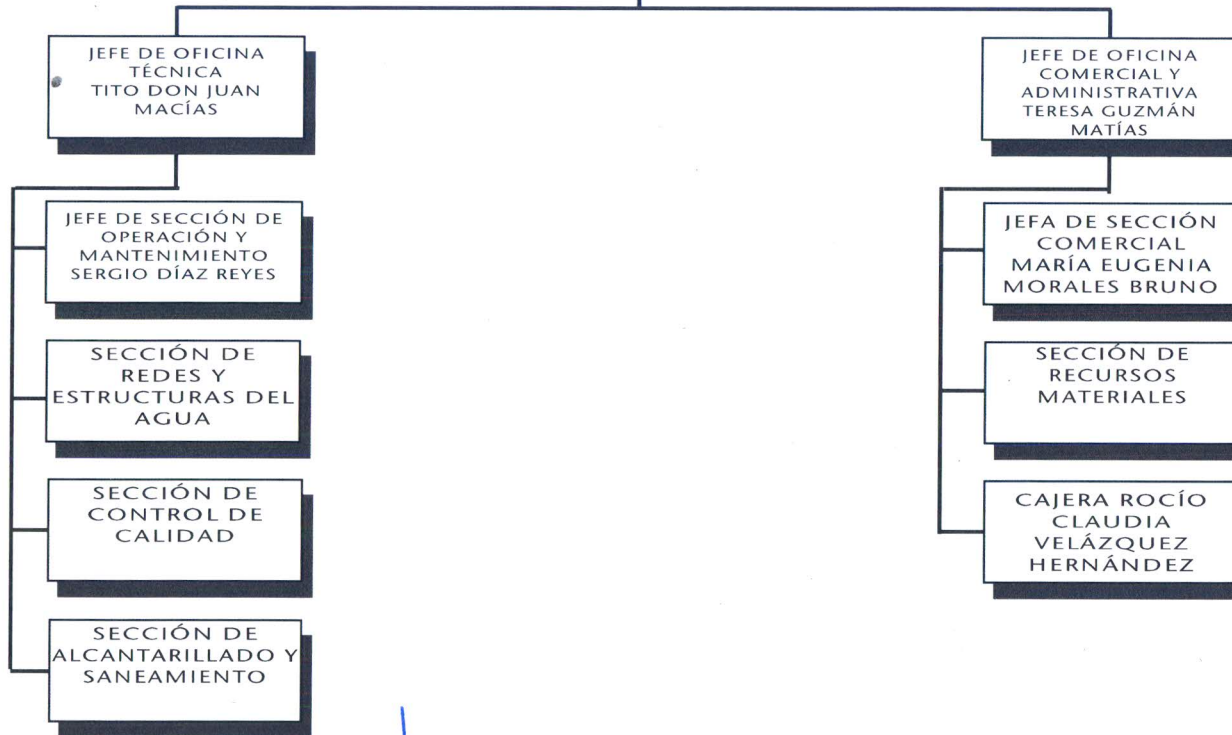 JEFE DE OFICINA
TÉCNICA
TITO DON JUAN
MACÍAS
JEFE DE SECCIÓN DE
OPERACIÓN Y
MANTENIMIENTO
SERGIO DÍAZ REYES
SECCIÓN DE
REDES Y
ESTRUCTURAS DEL
AGUA
SECCIÓN DE
CONTROL DE
CALIDAD
SECCIÓN DE
ALCANTARILLADO Y
SANEAMIENTO
JEFE DE OFICINA
COMERCIAL Y
ADMINISTRATIVA
TERESA GUZMÁN
MATÍAS
JEFA DE SECCIÓN
COMERCIAL
MARÍA EUGENIA
MORALES BRUNO
SECCIÓN DE
RECURSOS
MATERIALES
CAJERA ROCÍO
CLAUDIA
VELÁZQUEZ
HERNÁNDEZ